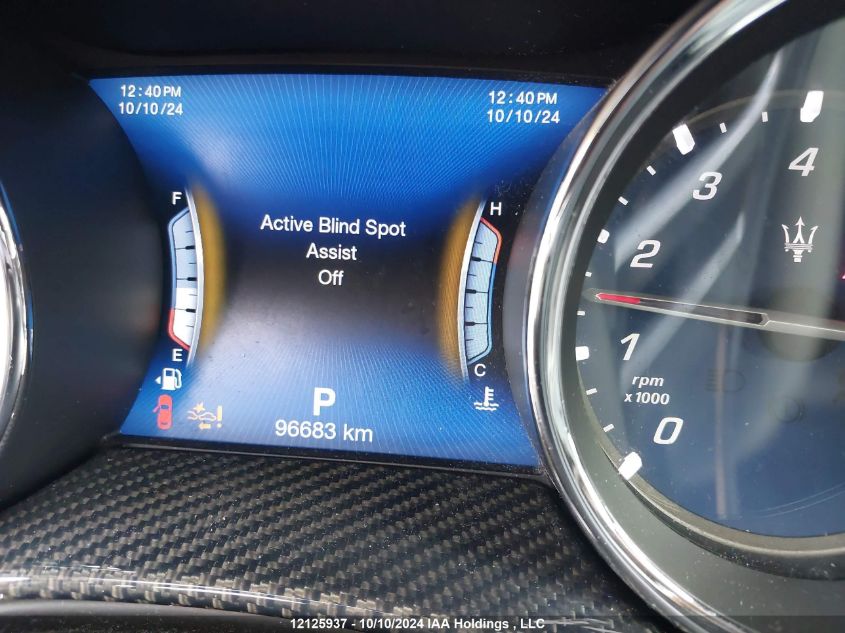 12:40 PM
10/10/24
12:40 PM
10/10/24
F
H
Active Blind Spot
Assist
Off
E
C
P
96683 km
4
3
2
1
rpm
x 1000
0
12125937 - 10/10/2024 IAA Holdings , LLC